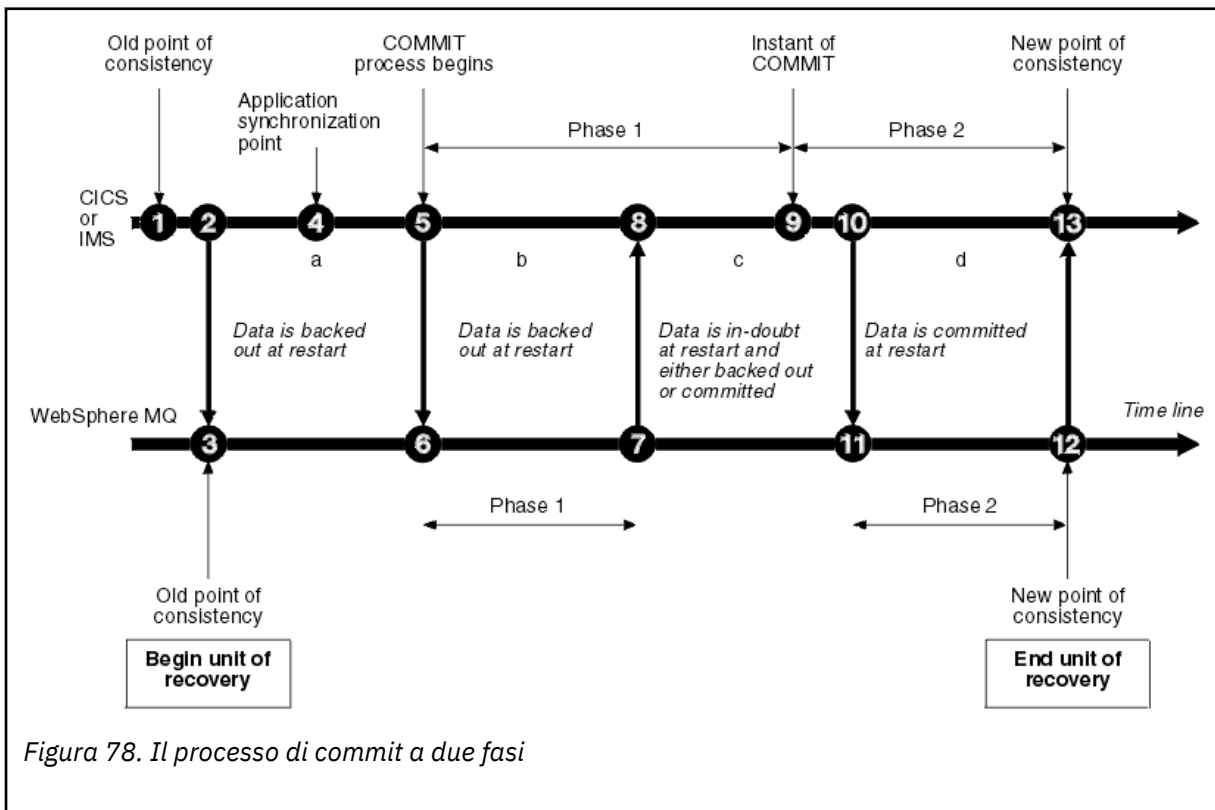 Old point of
consistency
COMMIT
process begins
Instant of
COMMIT
New point of
consistency
Application
synchronization
point
Phase 1
Phase 2
CICS
or
IMS
1
2
4
5
8
9
10
13
a
b
c
d
Data is backed
out at restart
Data is backed
out at restart
Data is in-doubt
at restart and
either backed out
or committed
Data is committed
at restart
WebSphere MQ
Time line
3
6
7
11
12
Phase 1
Phase 2
Old point of
consistency
New point of
consistency
Begin unit of
recovery
End unit of
recovery
Figura 78. Il processo di commit a due fasi